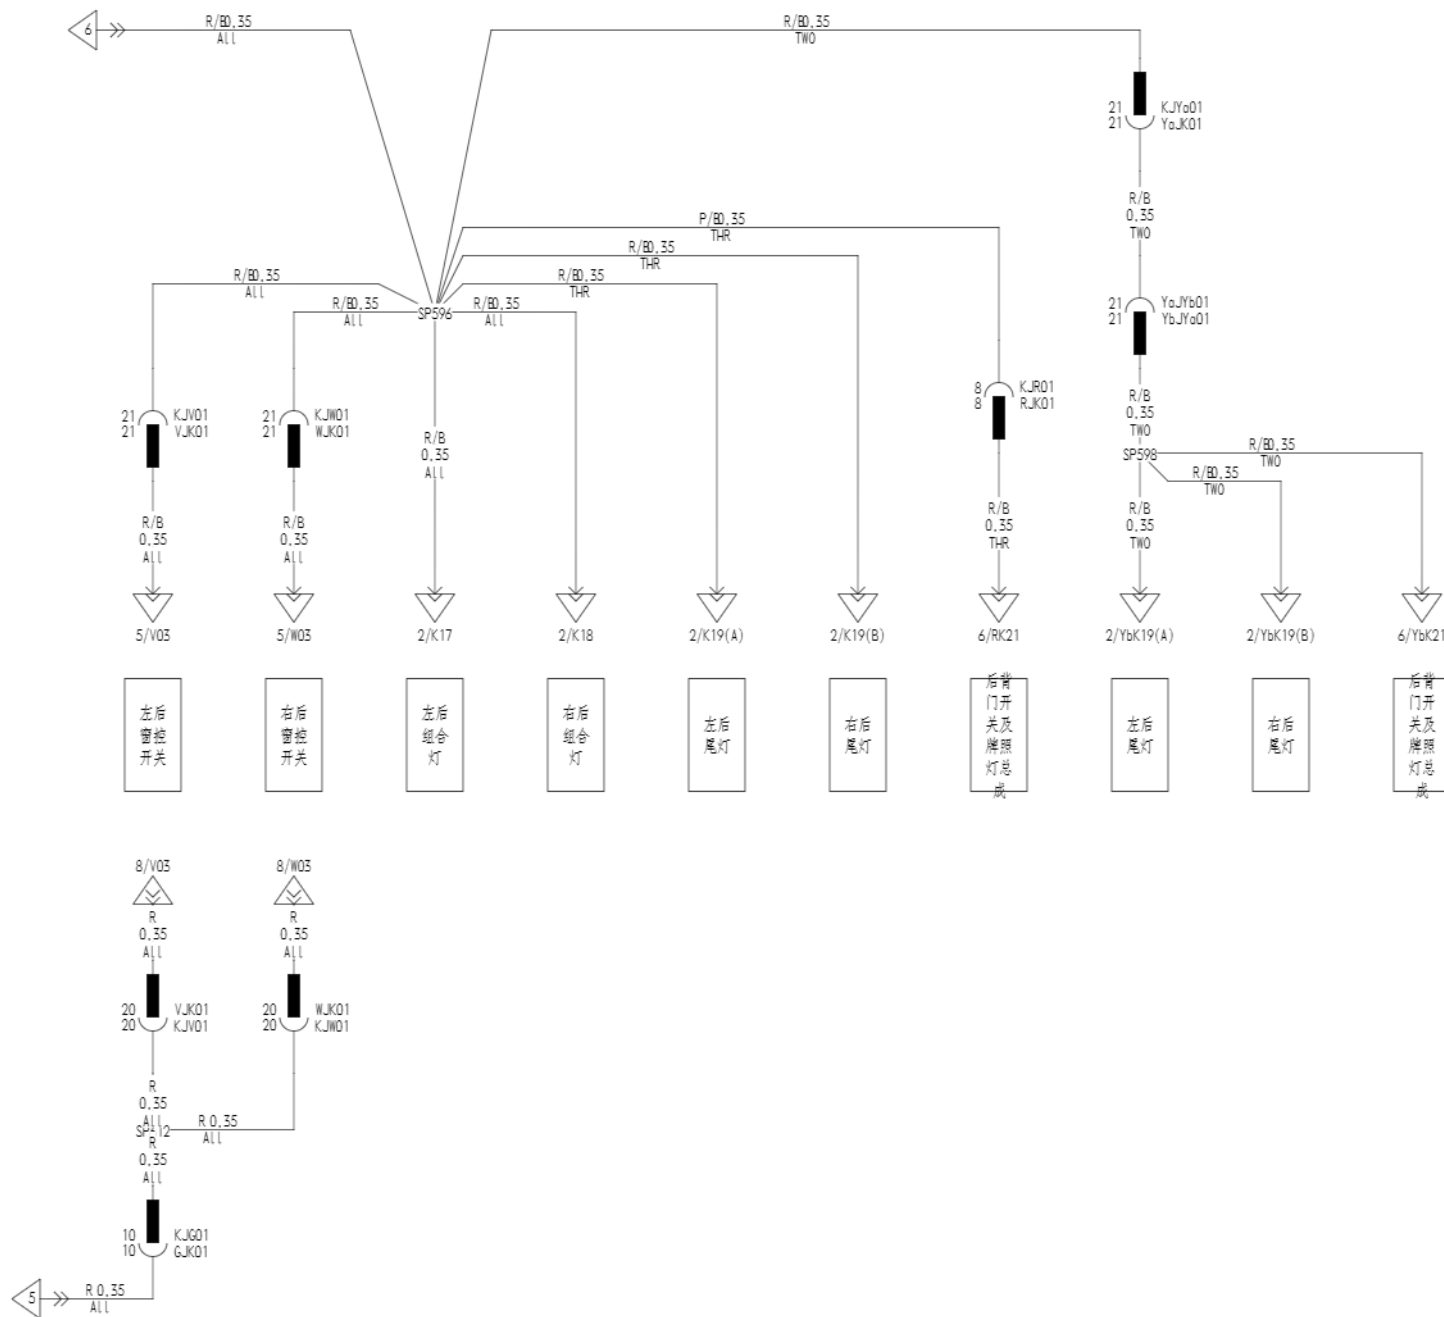 6
R/B0,35
All
R/B0,35
TWO
21 KJYa01
21 YaJK01
R/B
0,35
TWO
P/B0,35
THR
R/B0,35
THR
R/B0,35
All
R/B0,35
THR
R/B0,35
All
R/B0,35
All
SP596
21 YaJYb01
21 YbJYa01
8 KJR01
8 RJK01
R/B
0,35
TWO
21 KJV01
21 VJK01
21 KJW01
21 WJK01
R/B
0,35
All
SP598
R/B0,35
TWO
R/B0,35
TWO
R/B
0,35
All
R/B
0,35
All
R/B
0,35
THR
R/B
0,35
TWO
5/V03
5/W03
2/K17
2/K18
2/K19(A)
2/K19(B)
6/RK21
2/YbK19(A)
2/YbK19(B)
6/YbK21
左后
窗控
开关
右后
窗控
开关
左后
组合
灯
右后
组合
灯
左后
尾灯
右后
尾灯
后背
门开
关及
牌照
灯总
成
左后
尾灯
右后
尾灯
后背
门开
关及
牌照
灯总
成
8/V03
8/W03
R
0,35
All
R
0,35
All
20 VJK01
20 KJV01
20 WJK01
20 KJW01
R
0,35
All
R 0,35
All
R
0,35
All
10 KJG01
10 GJK01
5
R 0,35
All